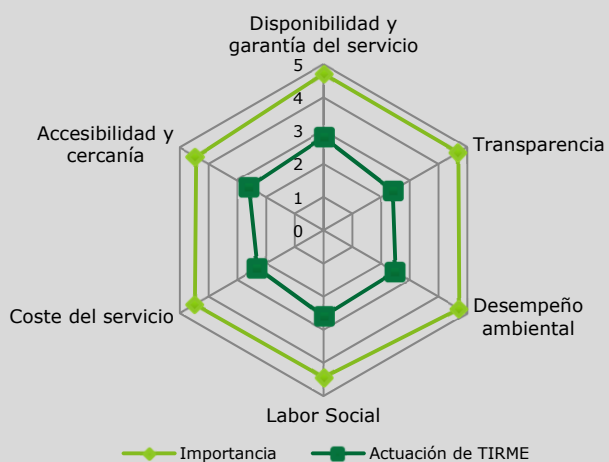 Disponibilidad y
garantía del servicio
5
4
3
2
1
0
Accesibilidad y
cercanía
Transparencia
Coste del servicio
Desempeño
ambiental
Labor Social
Importancia
Actuación de TIRME